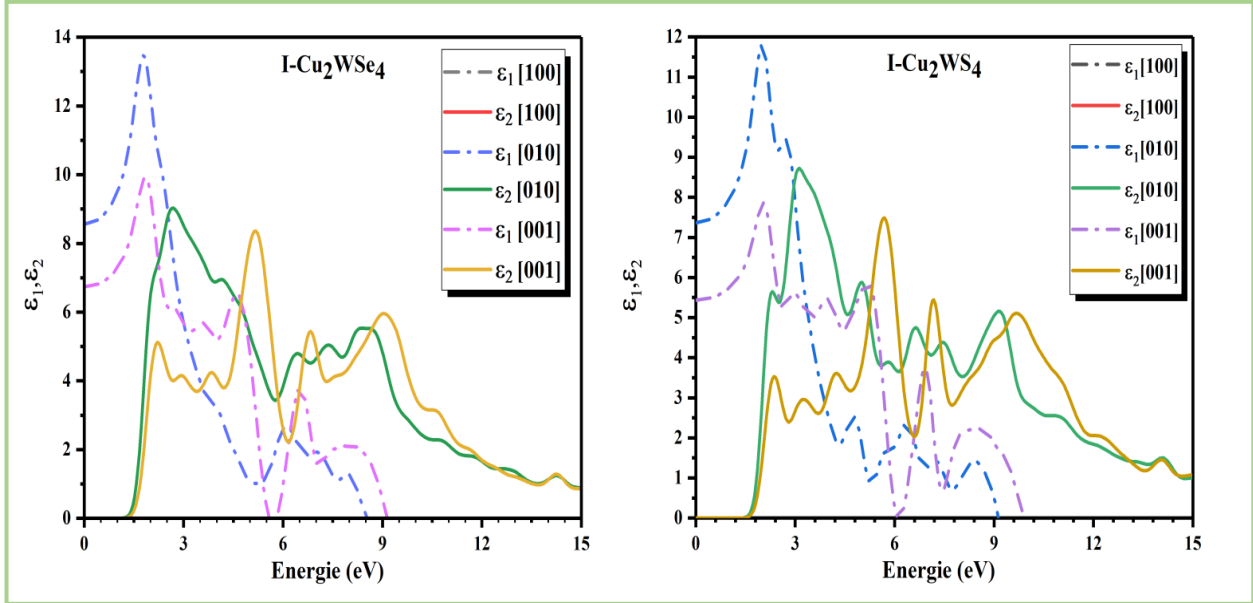 I-Cu₂WSe₄
ε₁ [100]
ε₂ [100]
ε₁ [010]
ε₂ [010]
ε₁ [001]
ε₂ [001]
14
12
10
8
6
4
2
0
ε₁,ε₂
0 3 6 9 12 15
Energie (eV)
I-Cu₂WS₄
ε₁[100]
ε₂[100]
ε₁[010]
ε₂[010]
ε₁[001]
ε₂[001]
12
11
10
9
8
7
6
5
4
3
2
1
0
ε₁,ε₂
0 3 6 9 12 15
Energie (eV)